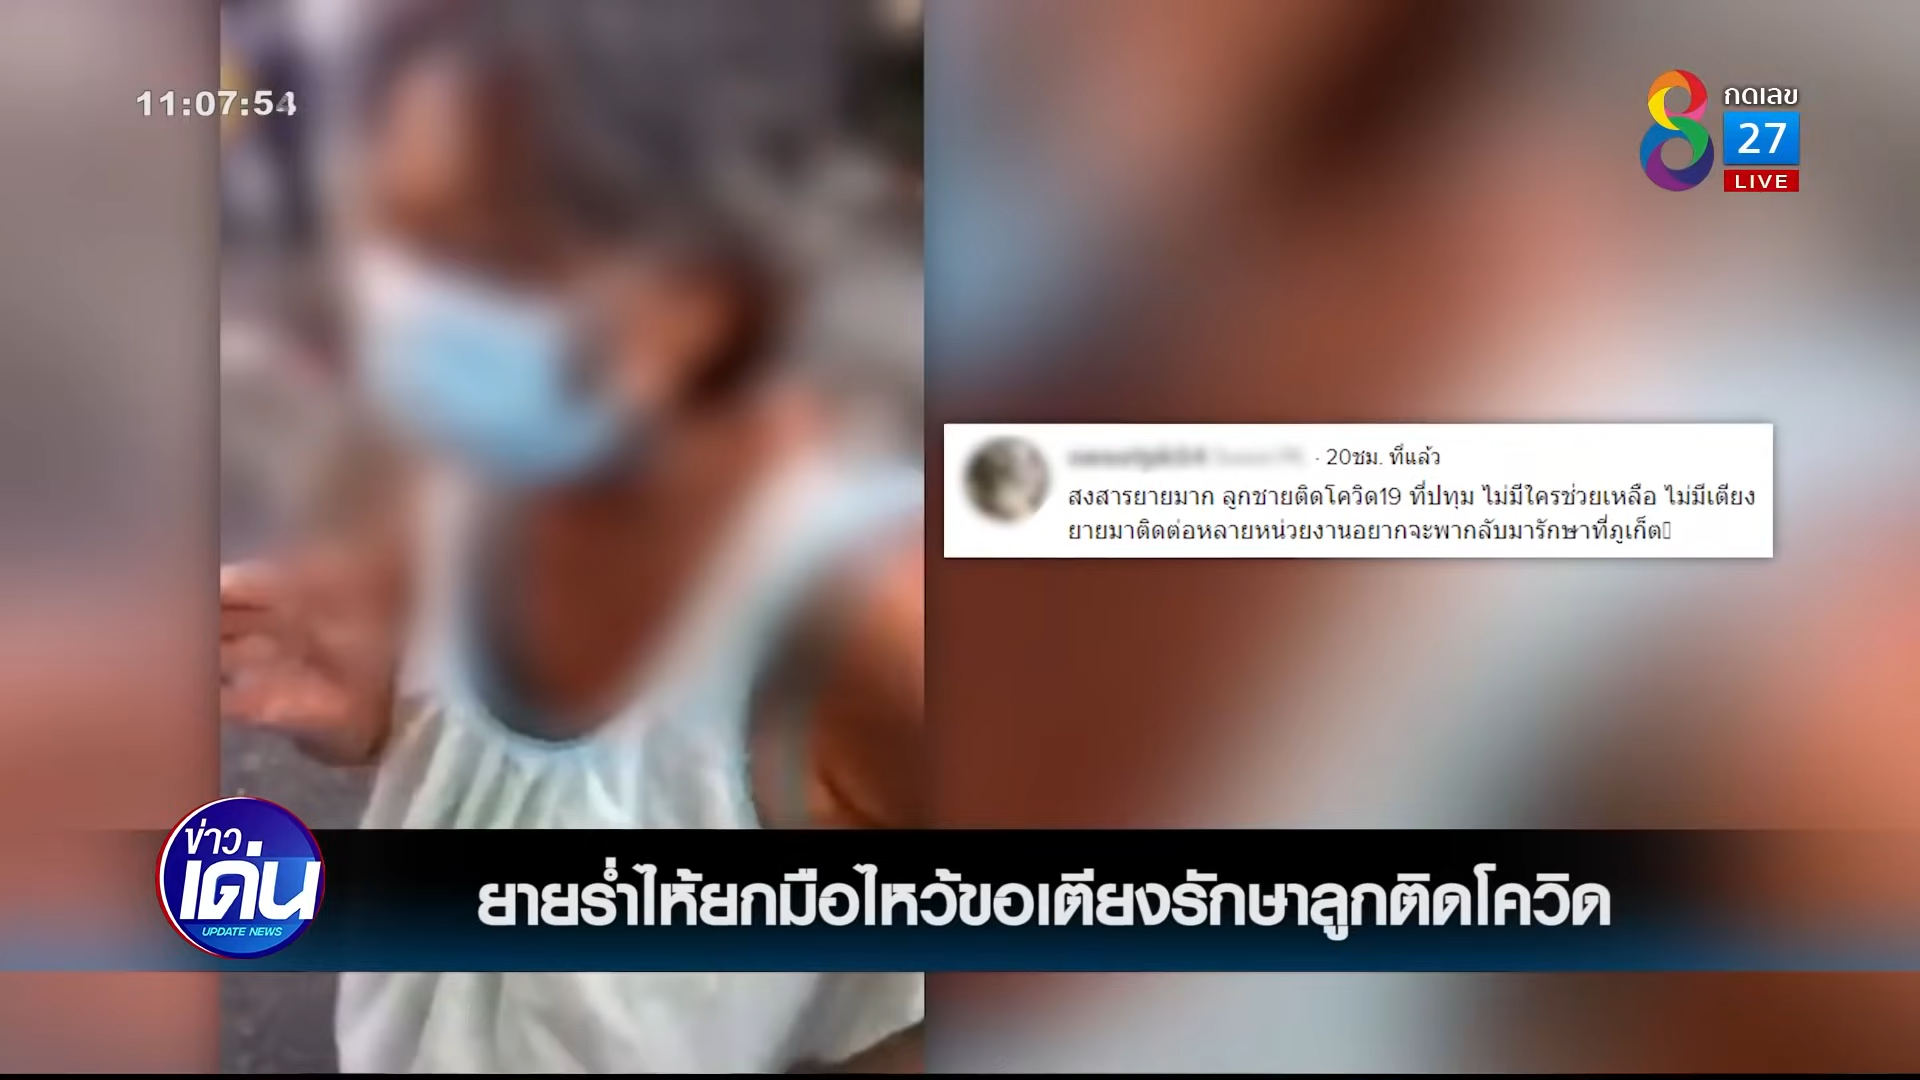 11:07:54
กดเลข
27
LIVE
· 20ชม. ที่แล้ว
สงสารยายมาก ลูกชายติดโควิด19 ที่ปทุม ไม่มีใครช่วยเหลือ ไม่มีเตียง
ยายมาติดต่อหลายหน่วยงานอยากจะพากลับมารักษาที่ภูเก็ต
ข่าว
เด่น
UPDATE NEWS
ยายร่ำไห้ยกมือไหว้ขอเตียงรักษาลูกติดโควิด